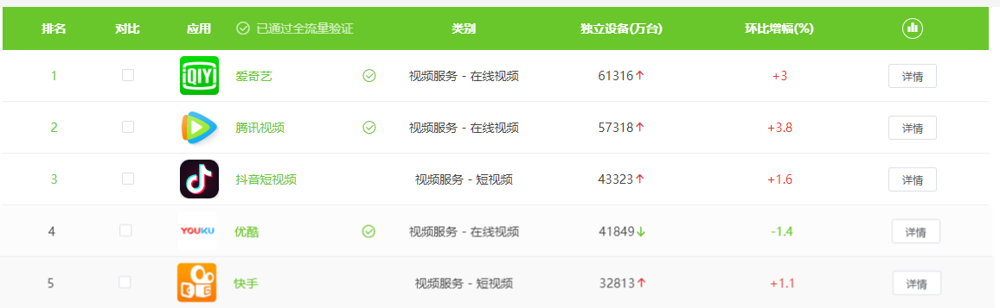 排名 对比 应用 已通过全流量验证 类别 独立设备(万台) 环比增幅(%)
1 iQIYI 爱奇艺 视频服务 - 在线视频 61316↑ +3 详情
2 腾讯视频 视频服务 - 在线视频 57318↑ +3.8 详情
3 抖音短视频 视频服务 - 短视频 43323↑ +1.6 详情
4 YOUKU 优酷 视频服务 - 在线视频 41849↓ -1.4 详情
5 快手 视频服务 - 短视频 32813↑ +1.1 详情